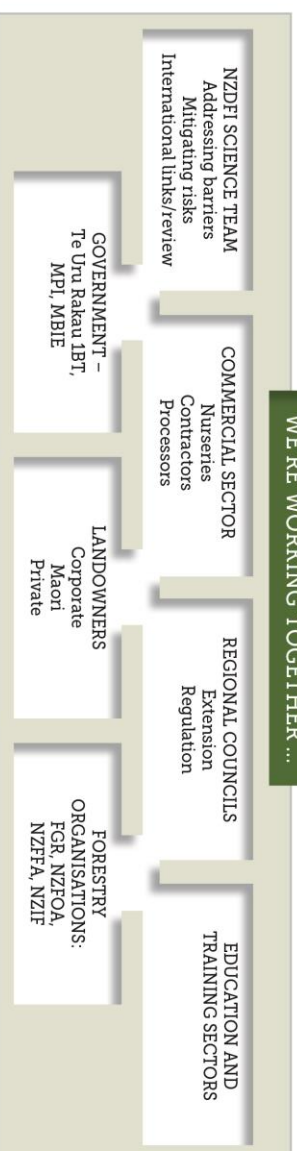 WE'RE WORKING TOGETHER ...
NZDFI SCIENCE TEAM
Addressing barriers
Mitigating risks
International links/review
COMMERCIAL SECTOR
Nurseries
Contractors
Processors
REGIONAL COUNCILS
Extension
Regulation
EDUCATION AND
TRAINING SECTORS
GOVERNMENT –
Te Uru Rakau 1BT,
MPI, MBIE
LANDOWNERS
Corporate
Maori
Private
FORESTRY
ORGANISATIONS:
FGR, NZFOA,
NZFFA, NZIF